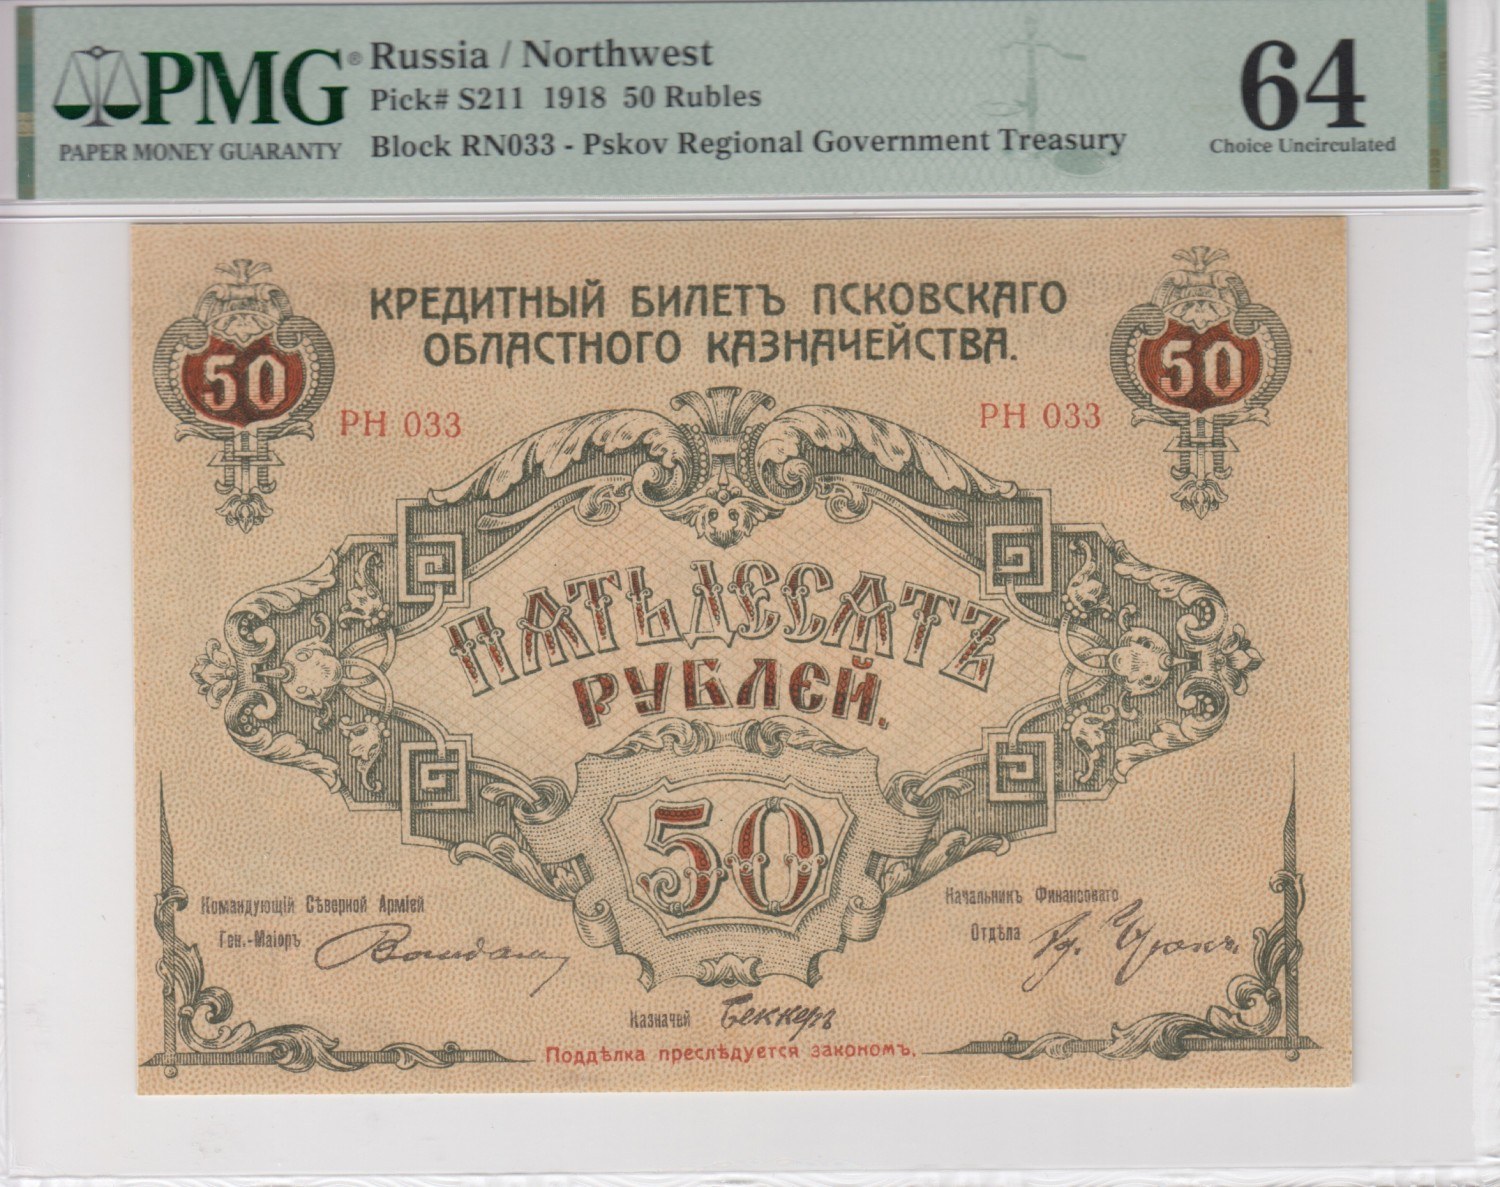 PMG® Russia / Northwest
Pick# S211 1918 50 Rubles
PAPER MONEY GUARANTY
Block RN033 - Pskov Regional Government Treasury
64
Choice Uncirculated
КРЕДИТНЫЙ БИЛЕТЪ ПСКОВСКАГО
ОБЛАСТНОГО КАЗНАЧЕЙСТВА.
50
50
РН 033
РН 033
ПЯТЬДЕСЯТЪ
РУБЛЕЙ.
50
Командующій Сѣверной Арміей
Ген.-Маіоръ
Начальникъ Финансоваго
Отдѣла
Казначей Беккеръ
Поддѣлка преслѣдуется закономъ.